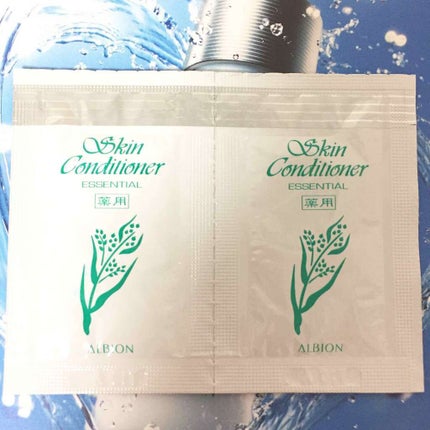 Skin
Conditioner
ESSENTIAL
薬用
ALBION
Skin
Conditioner
ESSENTIAL
薬用
ALBION